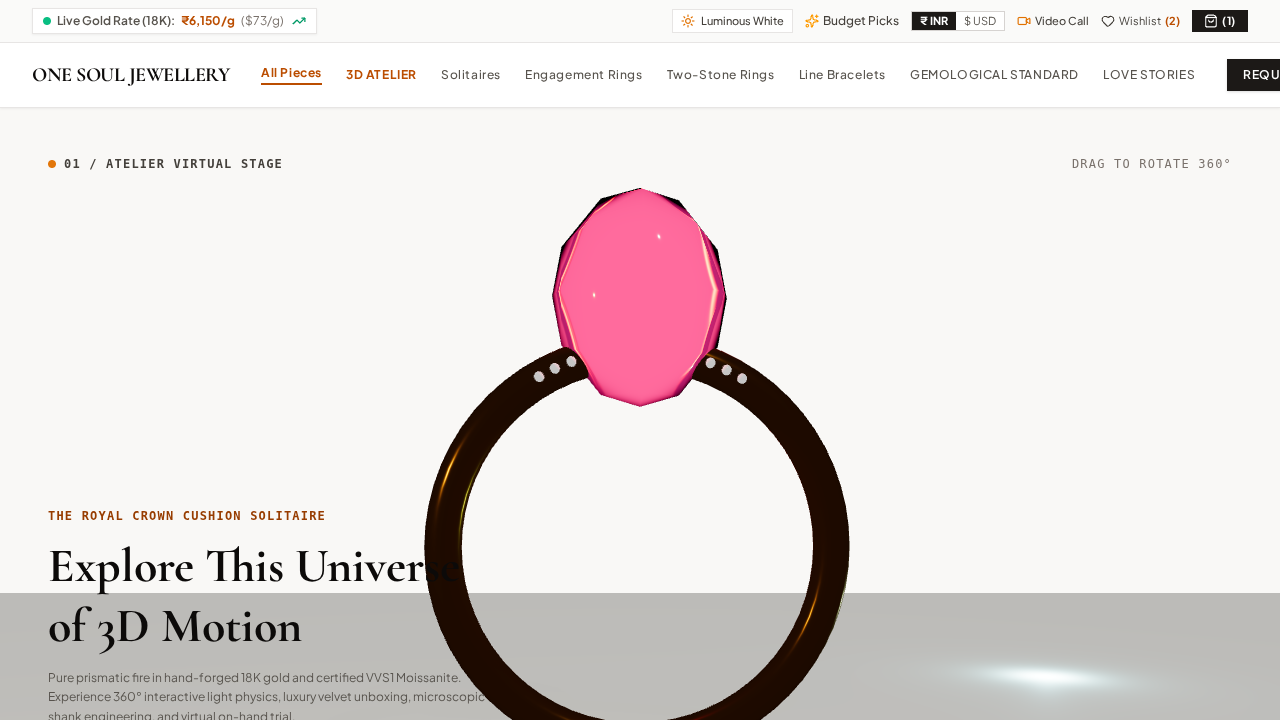 Live Gold Rate (18K): ₹6,150/g ($73/g)
Luminous White
Budget Picks
₹ INR $ USD
Video Call
Wishlist (2)
(1)
ONE SOUL JEWELLERY
All Pieces
3D ATELIER
Solitaires
Engagement Rings
Two-Stone Rings
Line Bracelets
GEMOLOGICAL STANDARD
LOVE STORIES
REQU
01 / ATELIER VIRTUAL STAGE
DRAG TO ROTATE 360°
THE ROYAL CROWN CUSHION SOLITAIRE
Explore This Universe
of 3D Motion
Pure prismatic fire in hand-forged 18K gold and certified VVS1 Moissanite.
Experience 360° interactive light physics, luxury velvet unboxing, microscopic
shank engineering, and virtual on-hand trial.